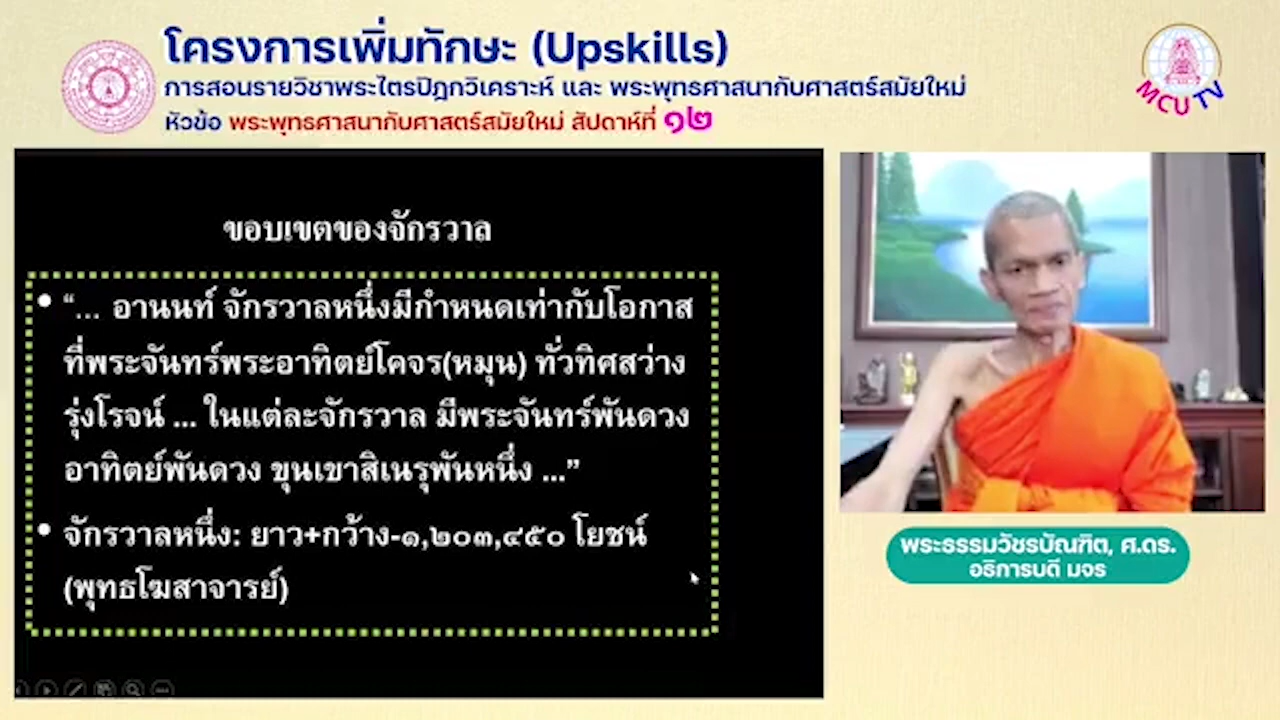 โครงการเพิ่มทักษะ (Upskills)
การสอนรายวิชาพระไตรปิฎกวิเคราะห์ และ พระพุทธศาสนากับศาสตร์สมัยใหม่
หัวข้อ พระพุทธศาสนากับศาสตร์สมัยใหม่ สัปดาห์ที่ ๑๒
MCU TV
ขอบเขตของจักรวาล
• “... อานนท์ จักรวาลหนึ่งมีกำหนดเท่ากับโอกาส
ที่พระจันทร์พระอาทิตย์โคจร(หมุน) ทั่วทิศสว่าง
รุ่งโรจน์ ... ในแต่ละจักรวาล มีพระจันทร์พันดวง
อาทิตย์พันดวง ขุนเขาสิเนรุพันหนึ่ง ...”
• จักรวาลหนึ่ง: ยาว+กว้าง-๑,๒๐๓,๔๕๐ โยชน์
(พุทธโฆสาจารย์)
พระธรรมวัชรบัณฑิต, ศ.ดร.
อธิการบดี มจร